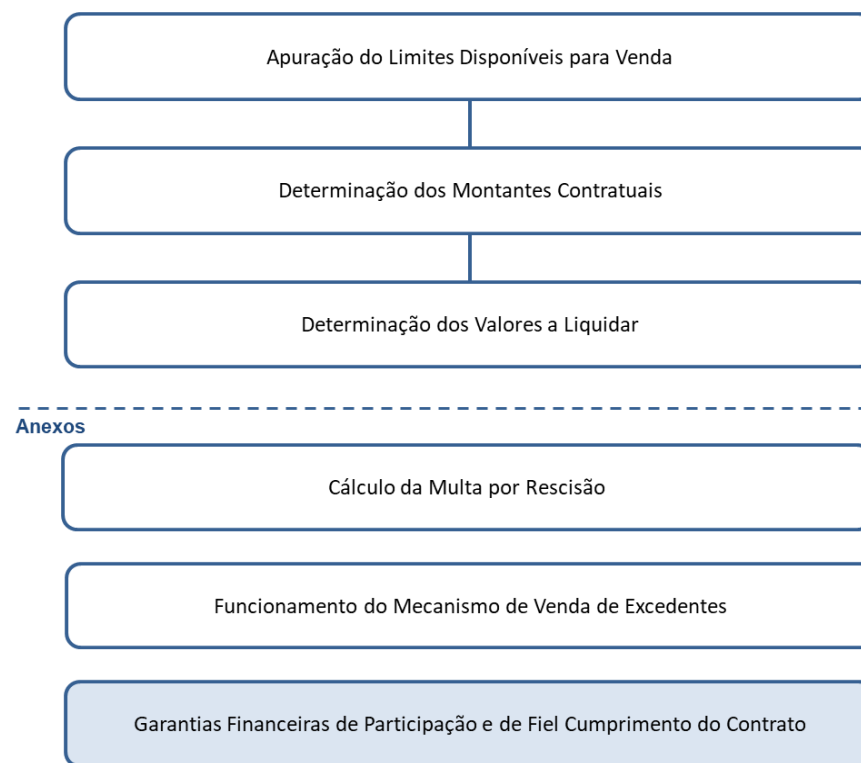 Apuração do Limites Disponíveis para Venda
Determinação dos Montantes Contratuais
Determinação dos Valores a Liquidar
Anexos
Cálculo da Multa por Rescisão
Funcionamento do Mecanismo de Venda de Excedentes
Garantias Financeiras de Participação e de Fiel Cumprimento do Contrato